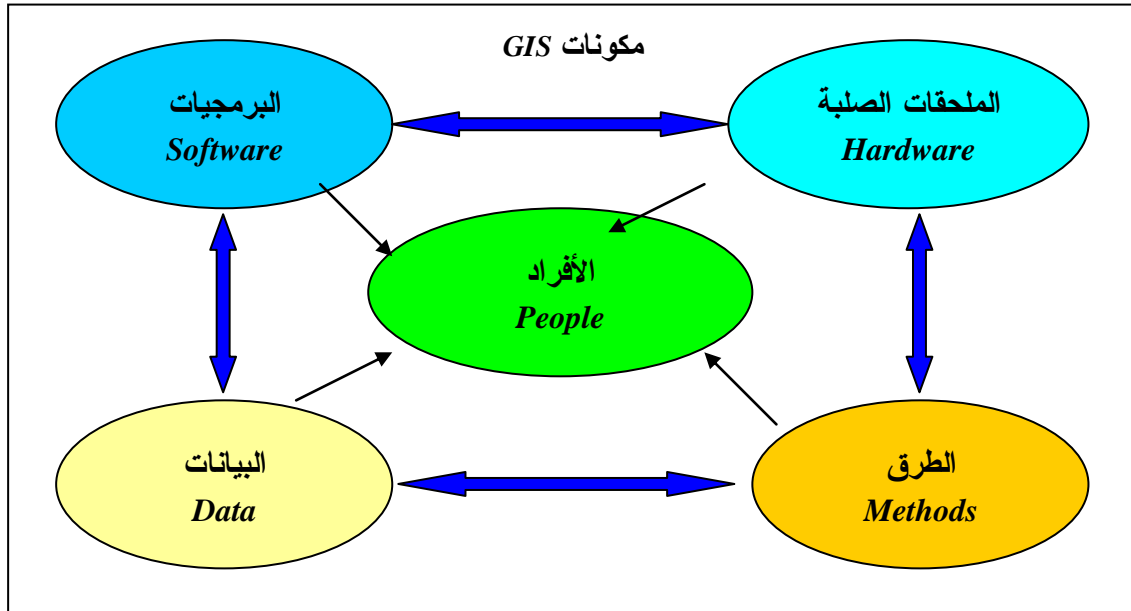 مكونات GIS
الملحقات الصلبة
Hardware
البرمجيات
Software
الأفراد
People
الطرق
Methods
البيانات
Data